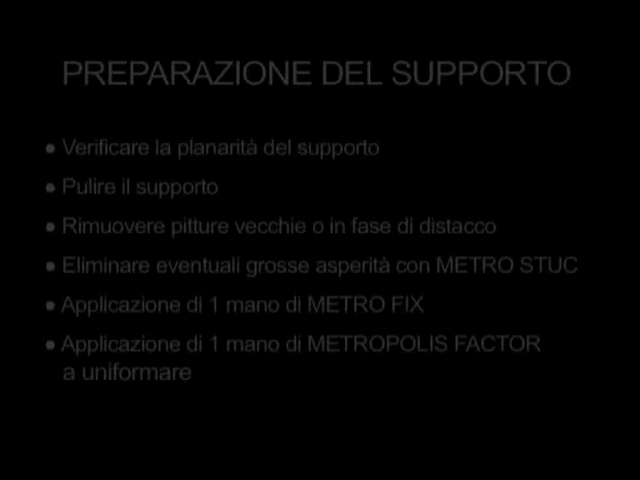 PREPARAZIONE DEL SUPPORTO
● Verificare la planarità del supporto
● Pulire il supporto
● Rimuovere pitture vecchie o in fase di distacco
● Eliminare eventuali grosse asperità con METRO STUC
● Applicazione di 1 mano di METRO FIX
● Applicazione di 1 mano di METROPOLIS FACTOR
a uniformare